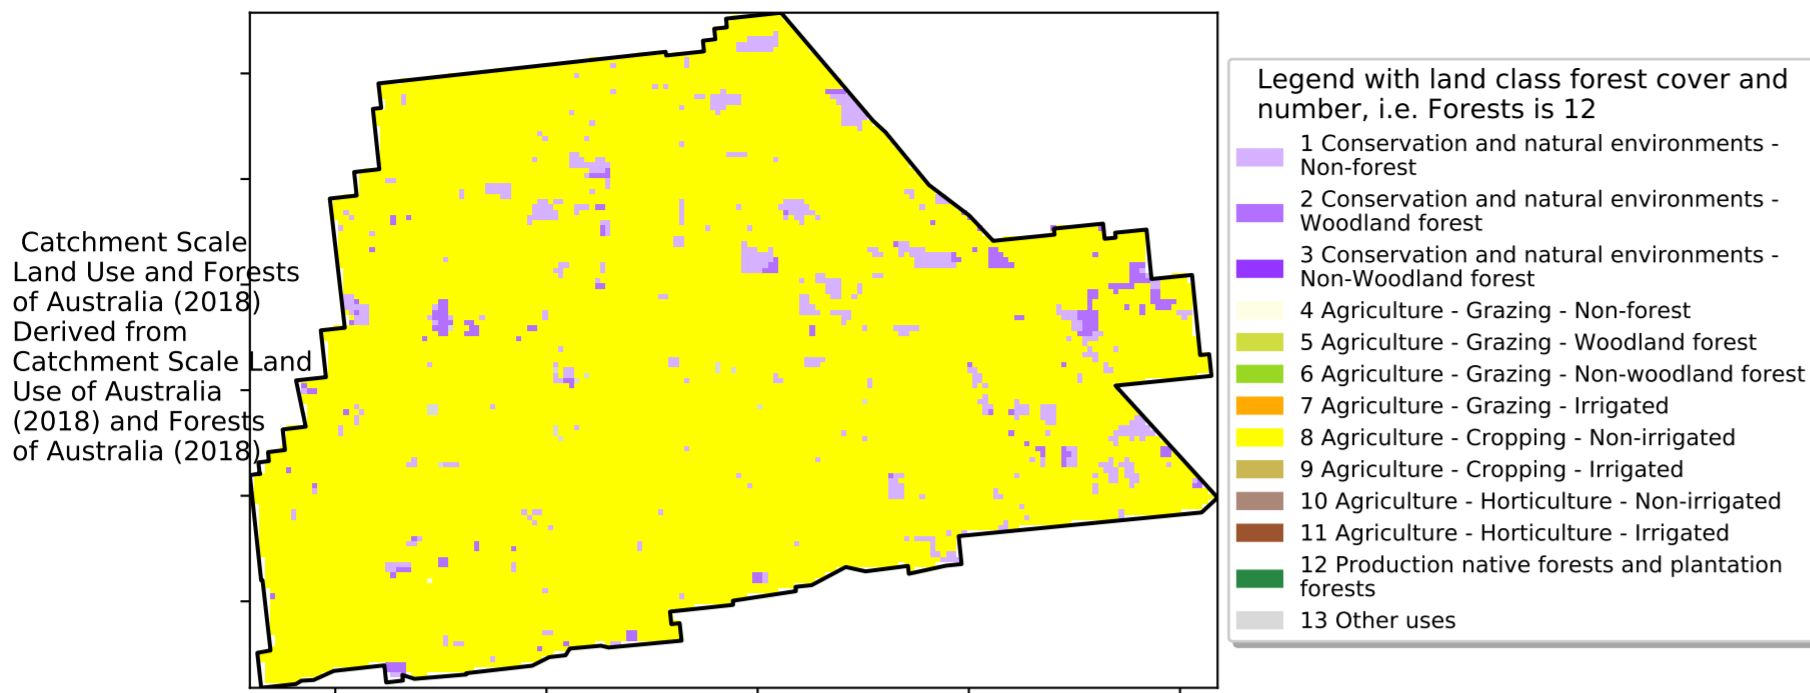 Catchment Scale
Land Use and Forests
of Australia (2018)
Derived from
Catchment Scale Land
Use of Australia
(2018) and Forests
of Australia (2018)
Legend with land class forest cover and
number, i.e. Forests is 12
1 Conservation and natural environments -
Non-forest
2 Conservation and natural environments -
Woodland forest
3 Conservation and natural environments -
Non-Woodland forest
4 Agriculture - Grazing - Non-forest
5 Agriculture - Grazing - Woodland forest
6 Agriculture - Grazing - Non-woodland forest
7 Agriculture - Grazing - Irrigated
8 Agriculture - Cropping - Non-irrigated
9 Agriculture - Cropping - Irrigated
10 Agriculture - Horticulture - Non-irrigated
11 Agriculture - Horticulture - Irrigated
12 Production native forests and plantation
forests
13 Other uses